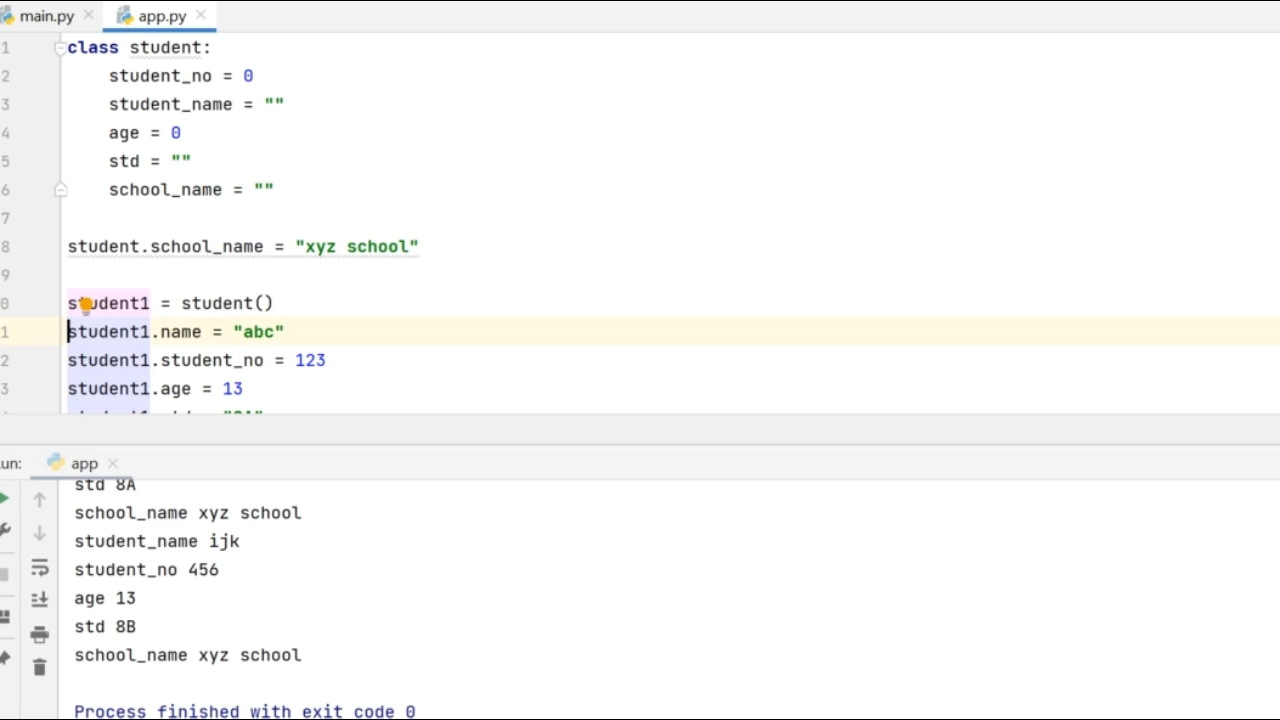 main.py app.py
1 class student:
2 student_no = 0
3 student_name = ""
4 age = 0
5 std = ""
6 school_name = ""
7
8 student.school_name = "xyz school"
9
0 student1 = student()
1 student1.name = "abc"
2 student1.student_no = 123
3 student1.age = 13
un: app
std 8A
school_name xyz school
student_name ijk
student_no 456
age 13
std 8B
school_name xyz school
Process finished with exit code 0